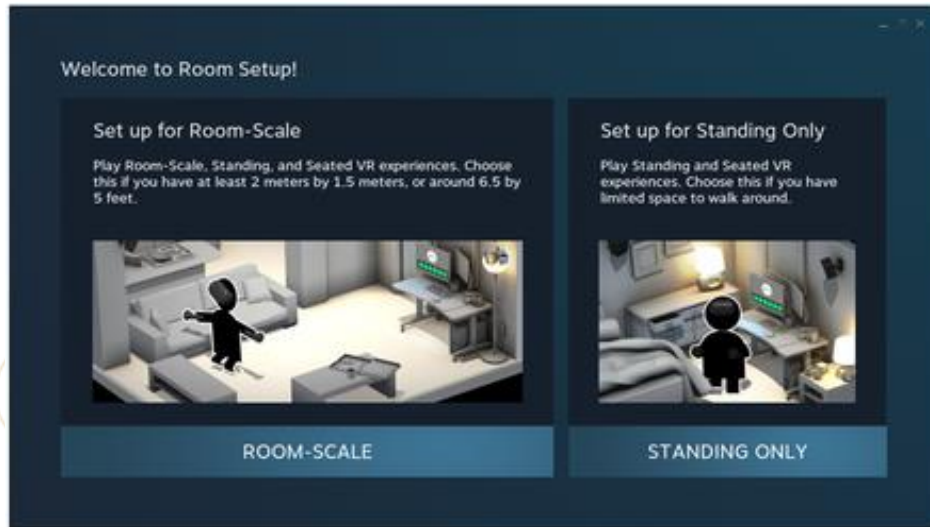 Welcome to Room Setup!
Set up for Room-Scale
Play Room-Scale, Standing, and Seated VR experiences. Choose
this if you have at least 2 meters by 1.5 meters, or around 6.5 by
5 feet.
ROOM-SCALE
Set up for Standing Only
Play Standing and Seated VR
experiences. Choose this if you have
limited space to walk around.
STANDING ONLY